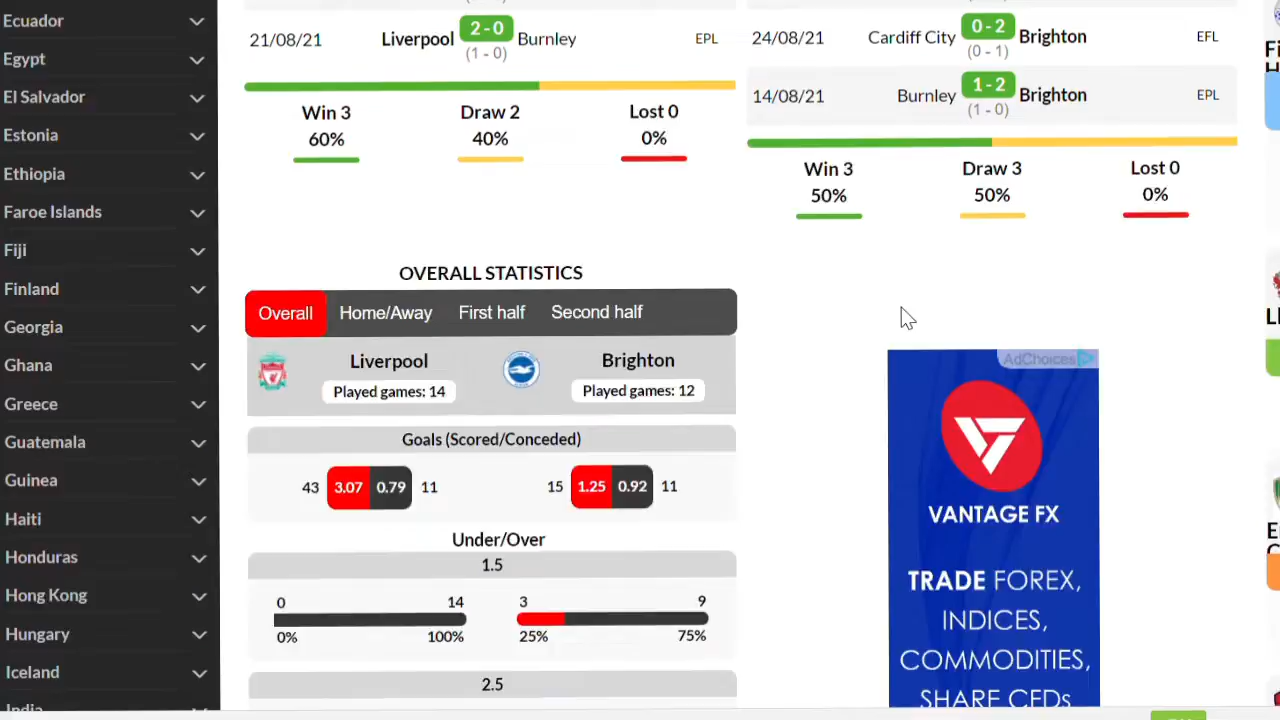 Ecuador
Egypt
El Salvador
Estonia
Ethiopia
Faroe Islands
Fiji
Finland
Georgia
Ghana
Greece
Guatemala
Guinea
Haiti
Honduras
Hong Kong
Hungary
Iceland
India
21/08/21 Liverpool 2-0 Burnley EPL
(1 - 0)
Win 3 Draw 2 Lost 0
60% 40% 0%
24/08/21 Cardiff City 0-2 Brighton EFL
(0 - 1)
14/08/21 Burnley 1-2 Brighton EPL
(1 - 0)
Win 3 Draw 3 Lost 0
50% 50% 0%
OVERALL STATISTICS
Overall Home/Away First half Second half
Liverpool Brighton
Played games: 14 Played games: 12
Goals (Scored/Conceded)
43 3.07 0.79 11 15 1.25 0.92 11
Under/Over
1.5
0 14 3 9
0% 100% 25% 75%
2.5
AdChoices
VANTAGE FX
TRADE FOREX,
INDICES,
COMMODITIES,
SHARE CFDs